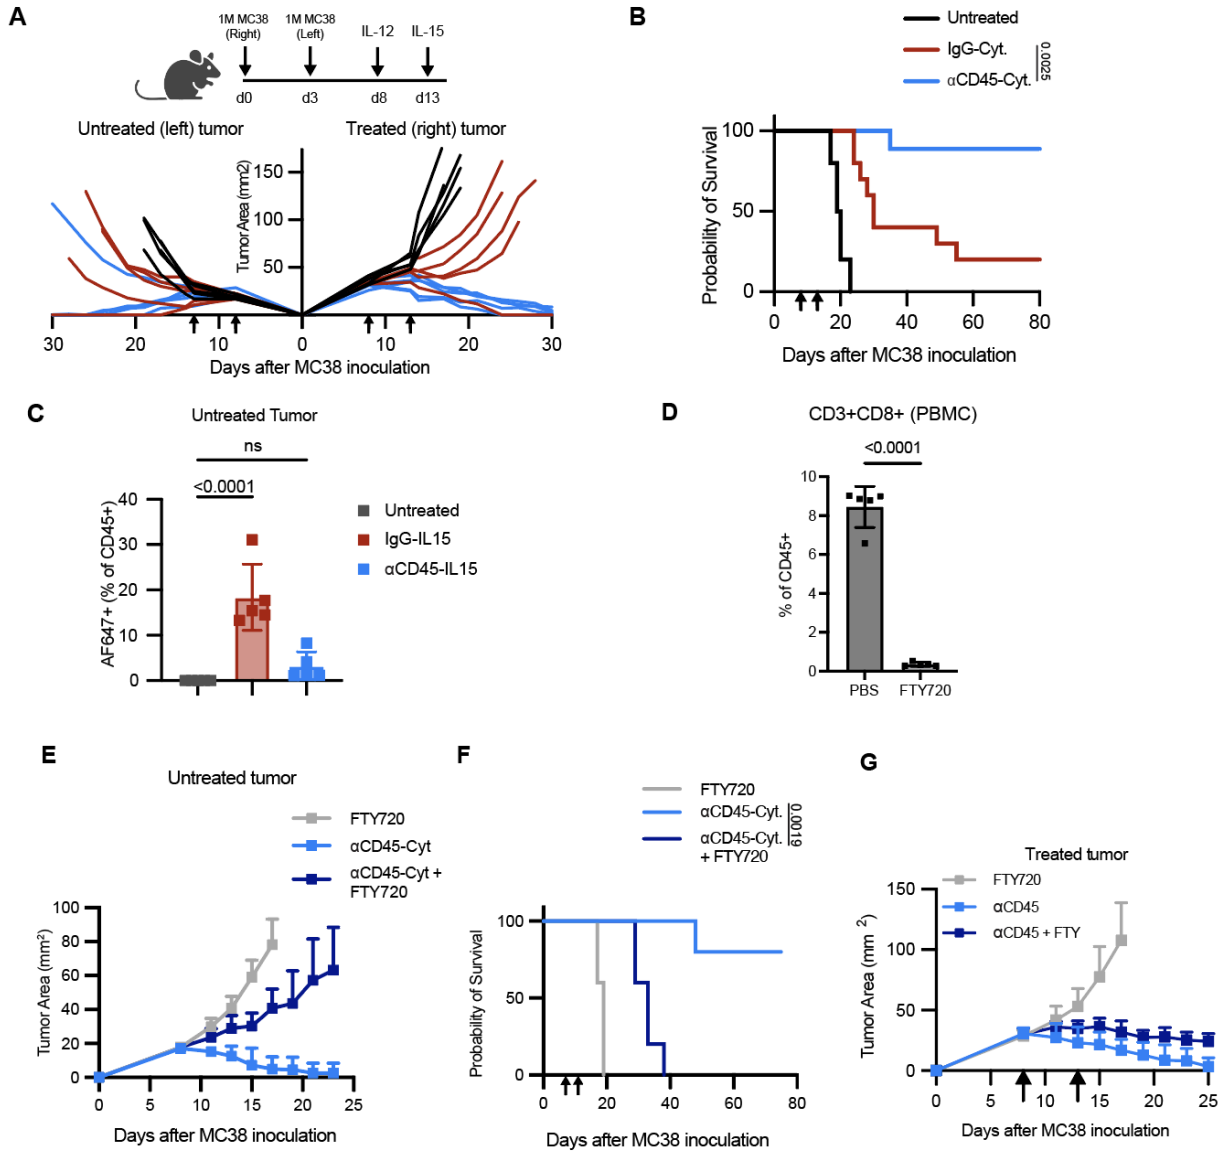 A
1M MC38
(Right)
1M MC38
(Left)
IL-12
IL-15
d0
d3
d8
d13
Untreated (left) tumor
Treated (right) tumor
Tumor Area (mm2)
150
100
50
30
20
10
0
10
20
30
Days after MC38 inoculation
B
Untreated
IgG-Cyt.
αCD45-Cyt.
0.0025
Probability of Survival
100
50
0
0
20
40
60
80
Days after MC38 inoculation
C
Untreated Tumor
ns
<0.0001
AF647+ (% of CD45+)
40
30
20
10
0
Untreated
IgG-IL15
αCD45-IL15
D
CD3+CD8+ (PBMC)
<0.0001
% of CD45+
10
8
6
4
2
0
PBS
FTY720
E
Untreated tumor
FTY720
αCD45-Cyt
αCD45-Cyt +
FTY720
Tumor Area (mm²)
100
80
60
40
20
0
0
5
10
15
20
25
Days after MC38 inoculation
F
FTY720
αCD45-Cyt.
αCD45-Cyt.
+ FTY720
0.0019
Probability of Survival
100
50
0
0
20
40
60
80
Days after MC38 inoculation
G
Treated tumor
FTY720
αCD45
αCD45 + FTY
Tumor Area (mm ²)
150
100
50
0
0
5
10
15
20
25
Days after MC38 inoculation